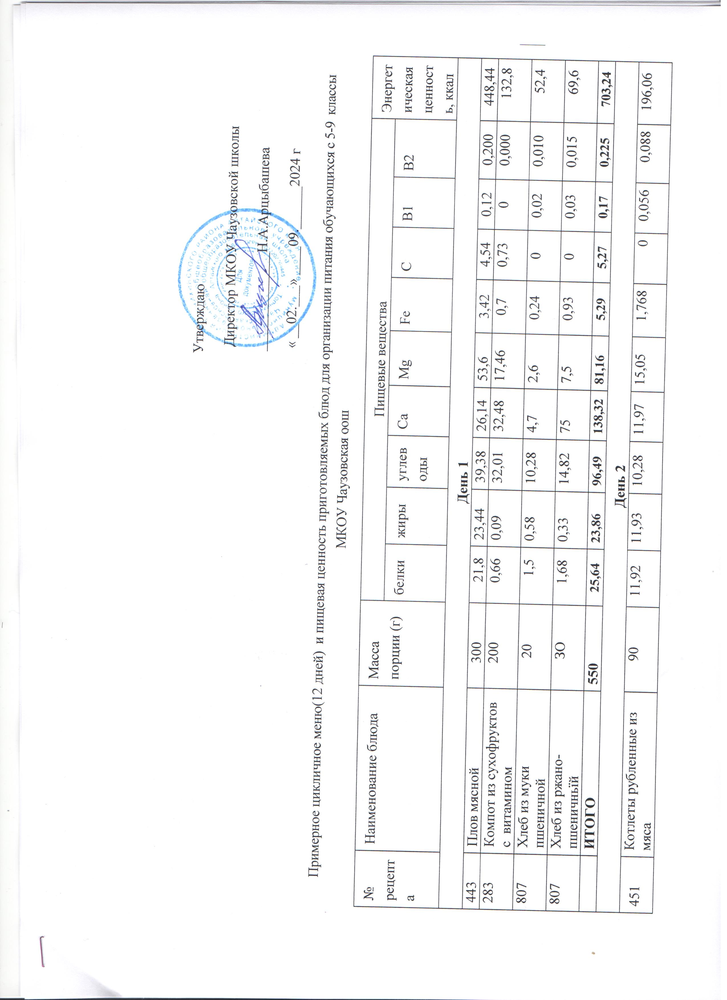 Утверждаю
Директор МКОУ Чаузовской школы
Н.А.Арцыбашева
« __02.___»____09.______2024 г
Примерное цикличное меню(12 дней) и пищевая ценность приготовляемых блюд для организации питания обучающихся с 5-9 классы
МКОУ Чаузовская оош
№ рецепта Наименование блюда Масса порции (г) Пищевые вещества Энергетическая ценность, ккал
белки жиры углеводы Ca Mg Fe C B1 B2
День 1
443 Плов мясной 300 21,8 23,44 39,38 26,14 53,6 3,42 4,54 0,12 0,200 448,44
283 Компот из сухофруктов 200 0,66 0,09 32,01 32,48 17,46 0,7 0,73 0 0,000 132,8
с витамином
807 Хлеб из муки 20 1,5 0,58 10,28 4,7 2,6 0,24 0 0,02 0,010 52,4
пшеничной
807 Хлеб из ржано- 3О 1,68 0,33 14,82 75 7,5 0,93 0 0,03 0,015 69,6
пшеничныӥ
ИТОГО 550 25,64 23,86 96,49 138,32 81,16 5,29 5,27 0,17 0,225 703,24
День 2
451 Котлеты рубленные из 90 11,92 11,93 10,28 11,97 15,05 1,768 0 0,056 0,088 196,06
мяса
Для
документов